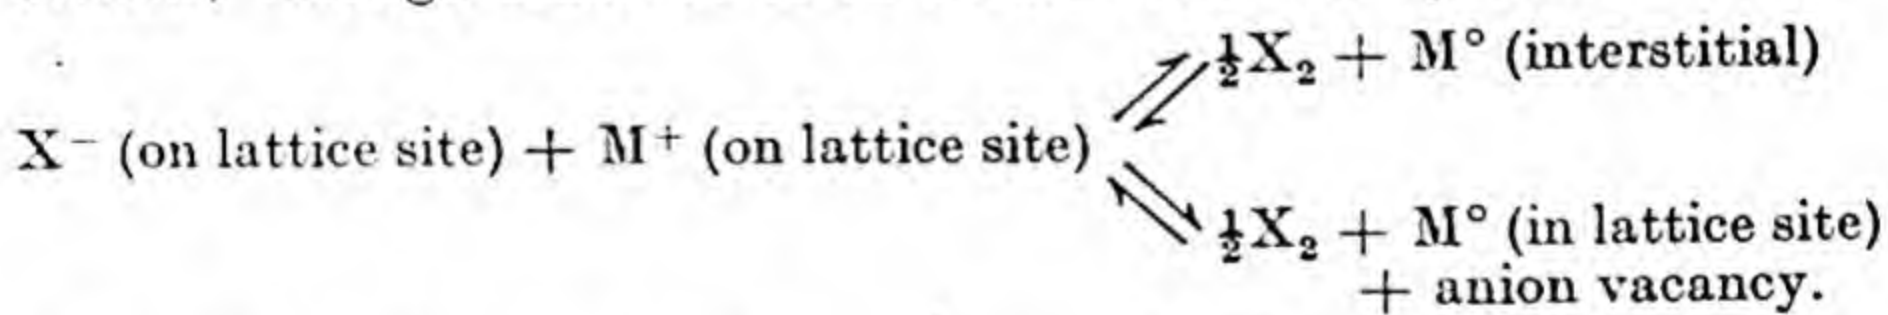 ½X₂ + M° (interstitial)
X⁻ (on lattice site) + M⁺ (on lattice site)
½X₂ + M° (in lattice site)
+ anion vacancy.